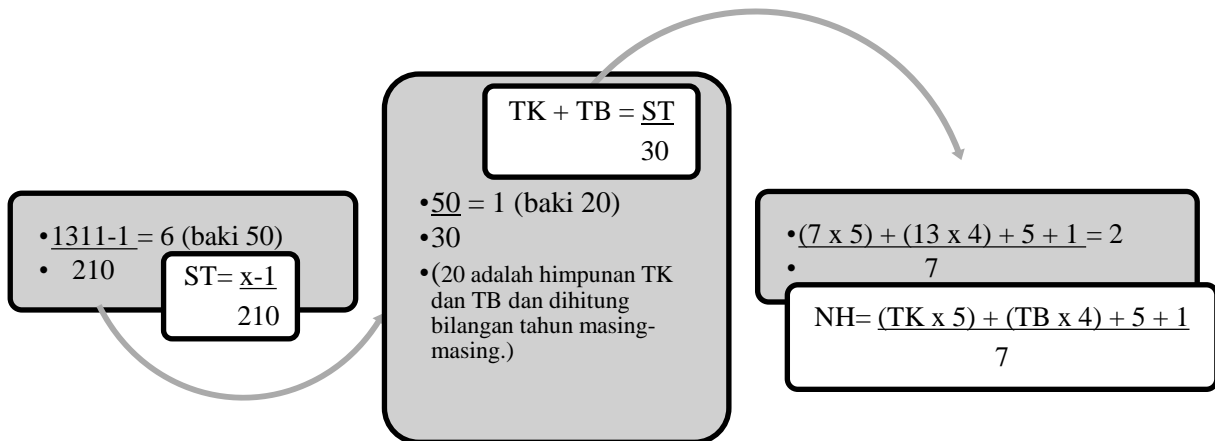 •1311-1 = 6 (baki 50)
• 210
ST= x-1
210
TK + TB = ST
30
•50 = 1 (baki 20)
•30
•(20 adalah himpunan TK
dan TB dan dihitung
bilangan tahun masing-
masing.)
•(7 x 5) + (13 x 4) + 5 + 1 = 2
• 7
NH= (TK x 5) + (TB x 4) + 5 + 1
7